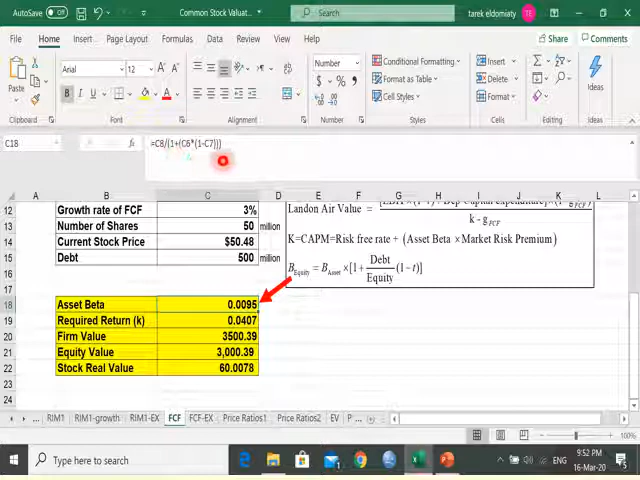 AutoSave Off Common Stock Valuat... Search tarek eldomiaty TE
File Home Insert Page Layout Formulas Data Review View Help Share Comments
Paste Arial 12 A A Number Conditional Formatting Insert Ideas
B I U $ % Format as Table Delete
A Cell Styles Format
Clipboard Font Alignment Number Styles Cells Editing Ideas
C18 =C8/(1+(C6*(1-C7)))
A B C D E F G H I J K L
12 Growth rate of FCF 3% Landon Air Value =
k - gFCF
13 Number of Shares 50 million
14 Current Stock Price $50.48 K=CAPM=Risk free rate + (Asset Beta × Market Risk Premium)
15 Debt 500 million
BEquity = BAsset × [1 + Debt/Equity (1 − t)]
16
17
18 Asset Beta 0.0095
19 Required Return (k) 0.0407
20 Firm Value 3500.39
21 Equity Value 3,000.39
22 Stock Real Value 60.0078
23
24
... RIM1 RIM1-growth RIM1-EX FCF FCF-EX Price Ratios1 Price Ratios2 EV P ...
100%
Type here to search ENG 9:52 PM
16-Mar-20